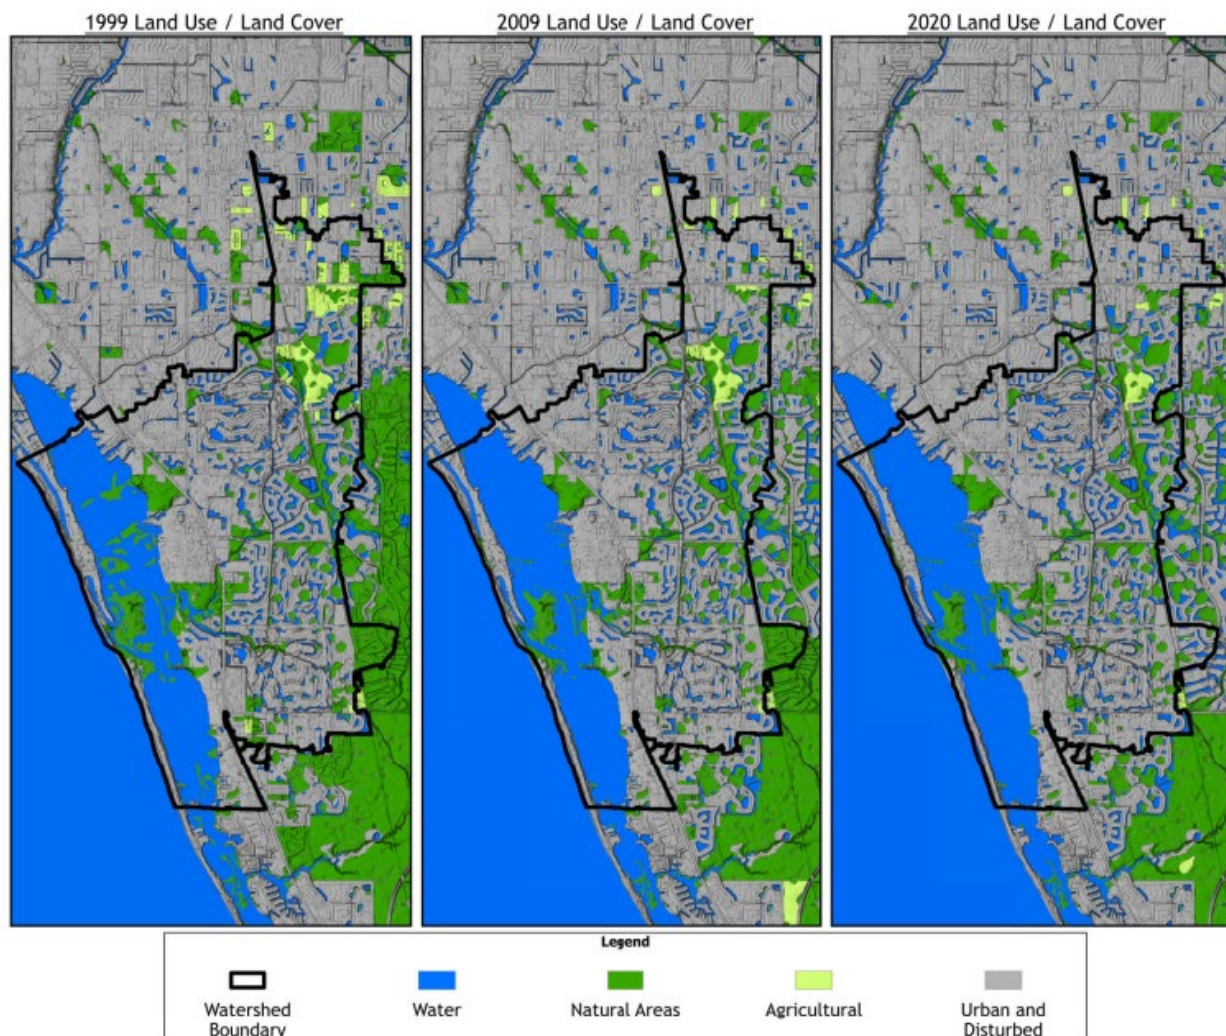 1999 Land Use / Land Cover
2009 Land Use / Land Cover
2020 Land Use / Land Cover
Legend
Watershed
Boundary
Water
Natural Areas
Agricultural
Urban and
Disturbed